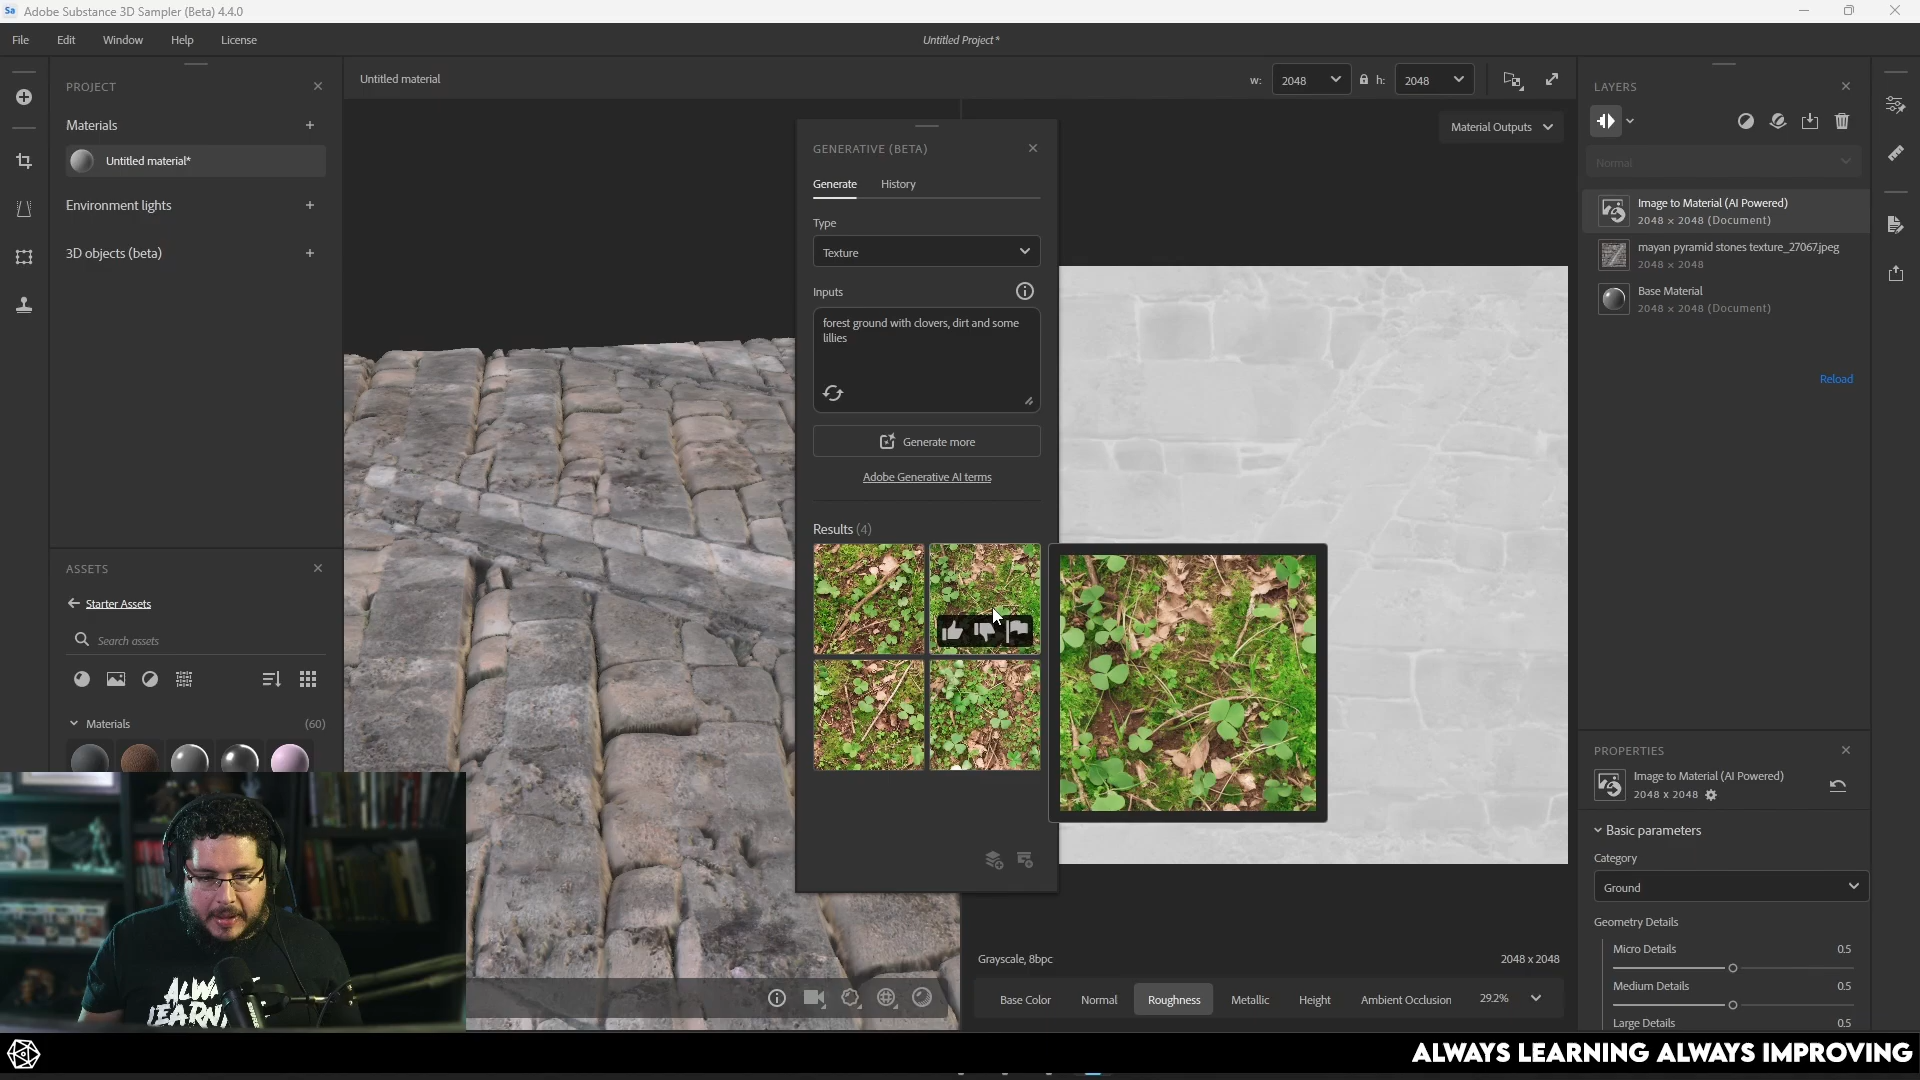 Sa Adobe Substance 3D Sampler (Beta) 4.4.0
File Edit Window Help License
Untitled Project*
PROJECT
Materials
Untitled material*
Environment lights
3D objects (beta)
ASSETS
Starter Assets
Search assets
Materials (60)
Untitled material
w: 2048 h: 2048
Material Outputs
GENERATIVE (BETA)
Generate History
Type
Texture
Inputs
forest ground with clovers, dirt and some
lillies
Generate more
Adobe Generative AI terms
Results (4)
Grayscale, 8bpc 2048 x 2048
Base Color Normal Roughness Metallic Height Ambient Occlusion 29.2%
LAYERS
Normal
Image to Material (AI Powered)
2048 x 2048 (Document)
mayan pyramid stones texture_27067.jpeg
2048 x 2048
Base Material
2048 x 2048 (Document)
Reload
PROPERTIES
Image to Material (AI Powered)
2048 x 2048
Basic parameters
Category
Ground
Geometry Details
Micro Details 0.5
Medium Details 0.5
Large Details 0.5
ALWAYS LEARNING ALWAYS IMPROVING